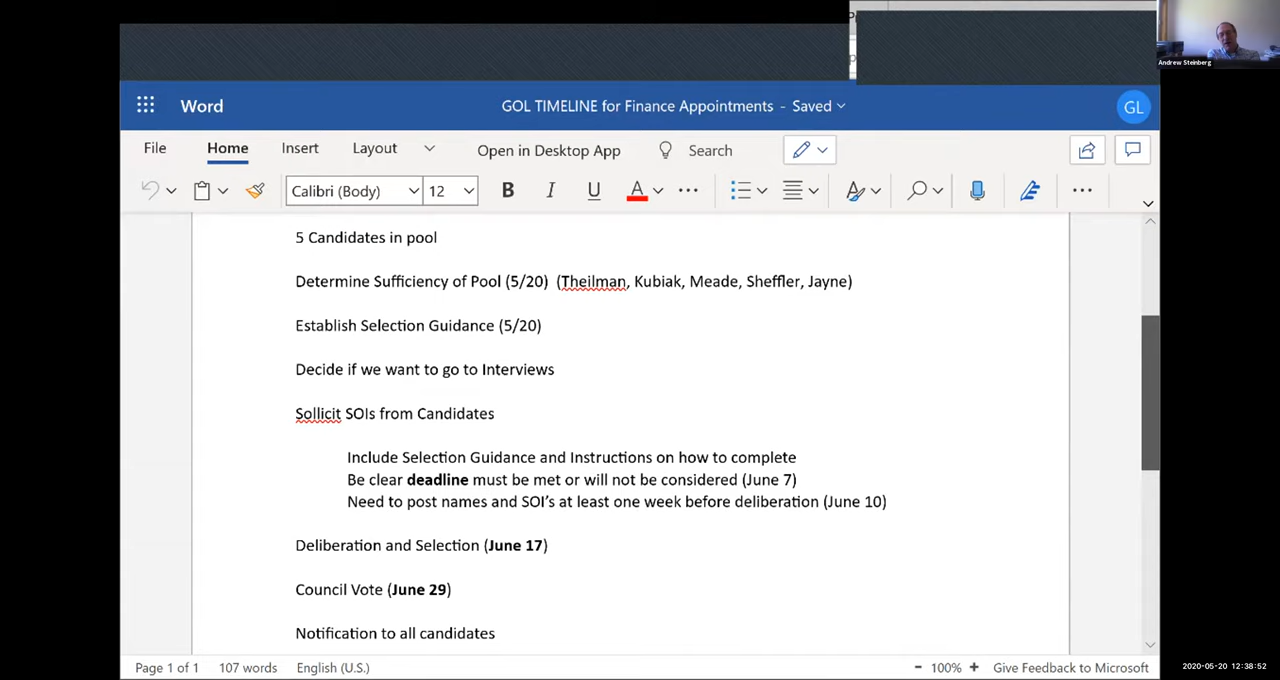 Andrew Steinberg
Word
GOL TIMELINE for Finance Appointments - Saved
GL
File Home Insert Layout Open in Desktop App Search
Calibri (Body) 12 B I U A
5 Candidates in pool
Determine Sufficiency of Pool (5/20) (Theilman, Kubiak, Meade, Sheffler, Jayne)
Establish Selection Guidance (5/20)
Decide if we want to go to Interviews
Sollicit SOIs from Candidates
Include Selection Guidance and Instructions on how to complete
Be clear deadline must be met or will not be considered (June 7)
Need to post names and SOI's at least one week before deliberation (June 10)
Deliberation and Selection (June 17)
Council Vote (June 29)
Notification to all candidates
Page 1 of 1 107 words English (U.S.) - 100% + Give Feedback to Microsoft
2020-05-20 12:38:52